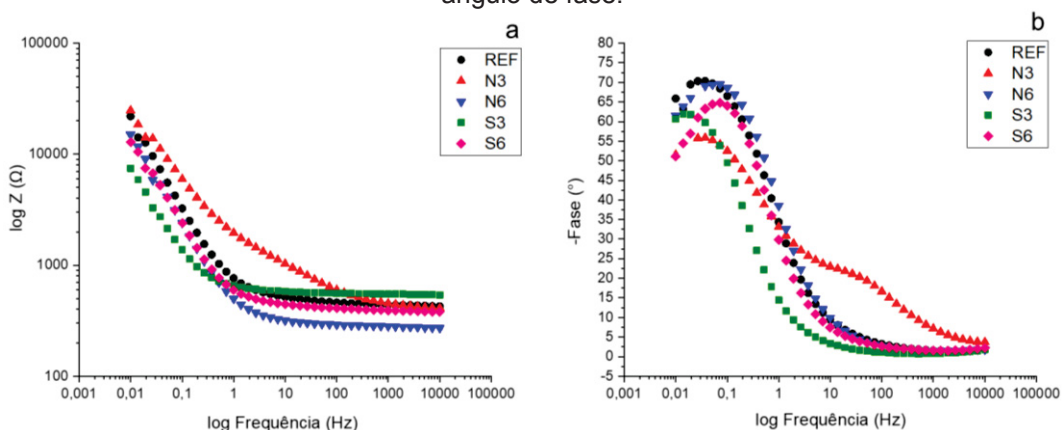 ângulo de fase.
a
100000
10000
1000
100
log Z (Ω)
REF
N3
N6
S3
S6
0,001 0,01 0,1 1 10 100 1000 10000 100000
log Frequência (Hz)
b
80
75
70
65
60
55
50
45
40
35
30
25
20
15
10
5
0
-5
-Fase (°)
REF
N3
N6
S3
S6
0,001 0,01 0,1 1 10 100 1000 10000 100000
log Frequência (Hz)